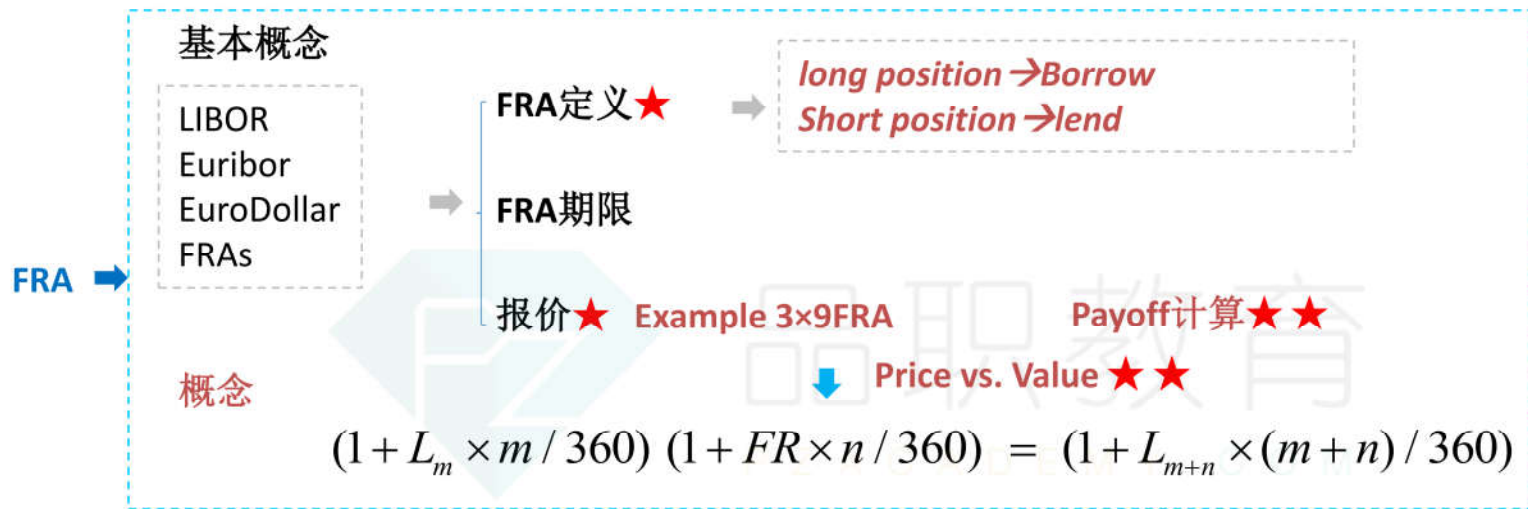 基本概念
LIBOR
Euribor
EuroDollar
FRAs
FRA
FRA定义★
long position→Borrow
Short position→lend
FRA期限
报价★ Example 3×9FRA
Payoff计算★ ★
Price vs. Value ★ ★
概念
(1+L_m × m / 360) (1+FR × n / 360) = (1+L_{m+n} × (m+n) / 360)
品职教育